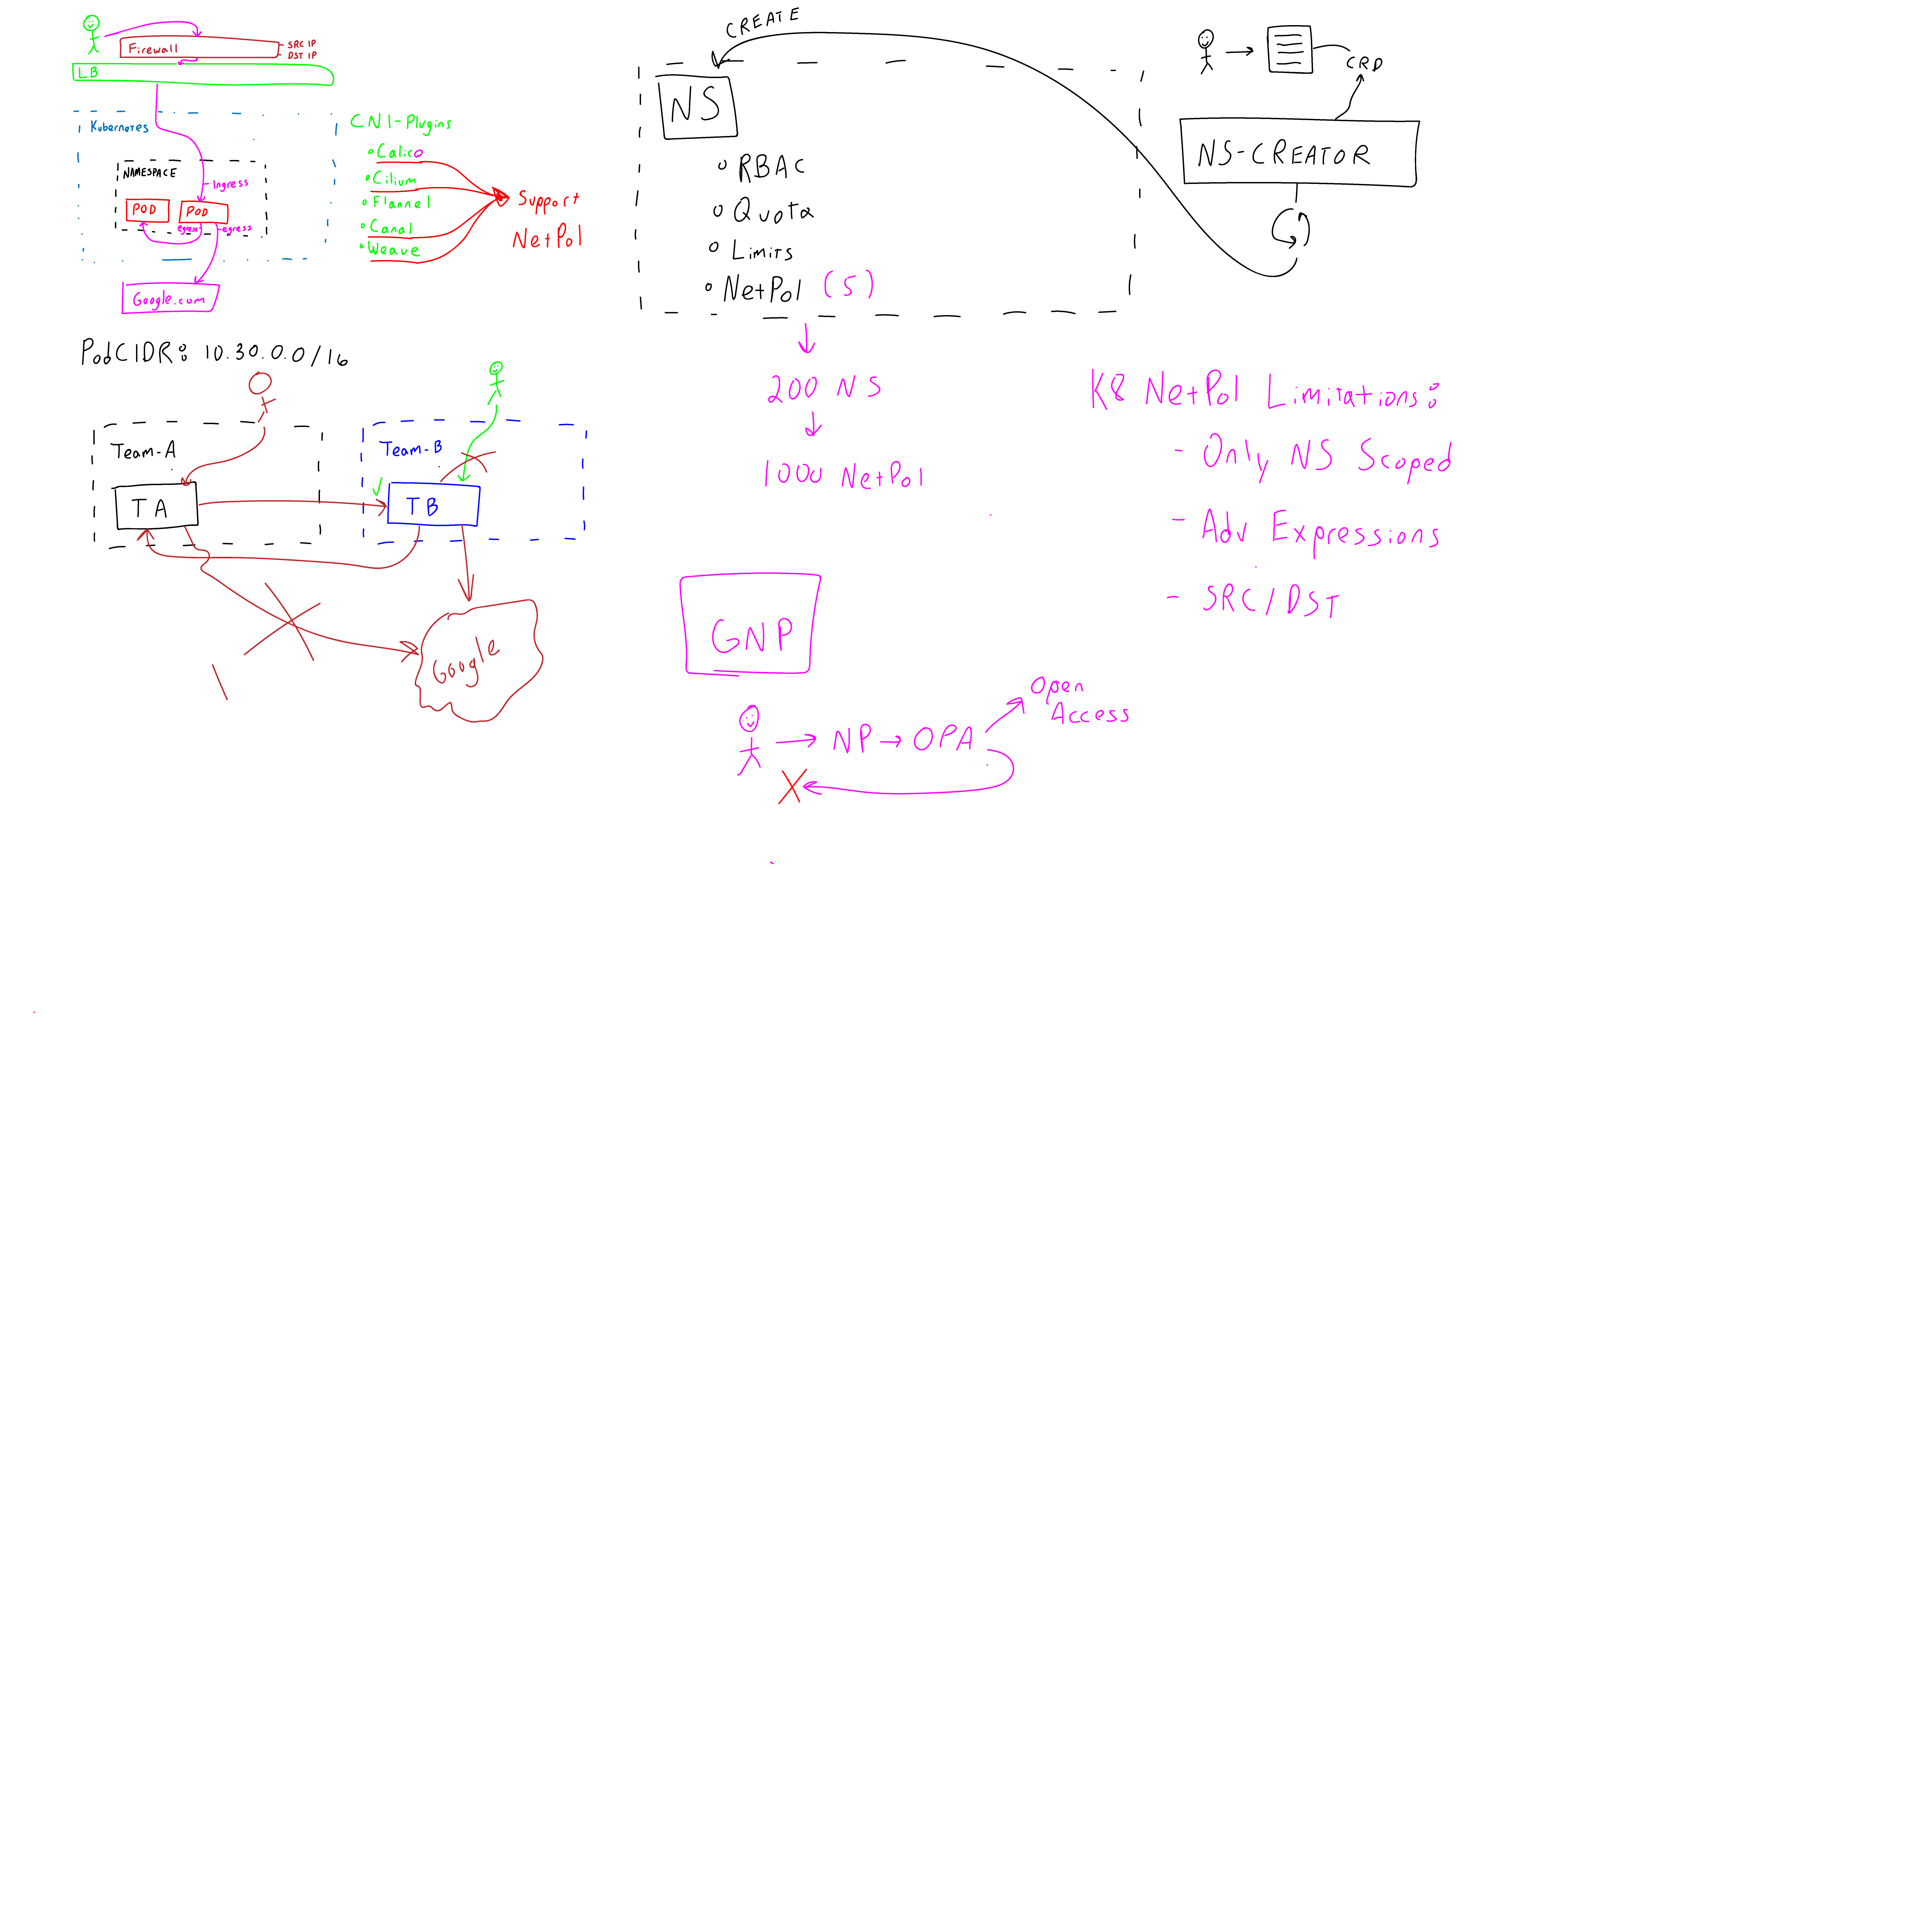 Firewall
SRC IP
DST IP
LB
Kubernetes
NAMESPACE
Ingress
POD
POD
egress
egress
Google.com
CNI-Plugins
Calico
Cilium
Flannel
Canal
Weave
Support
NetPol
PodCIDR: 10.30.0.0/16
Team-A
TA
Team-B
TB
Google
CREATE
NS
RBAC
Quota
Limits
NetPol (5)
200 NS
1000 NetPol
GNP
NP → OPA
Open
Access
CRD
NS-CREATOR
K8 NetPol Limitations:
- Only NS Scoped
- Adv Expressions
- SRC/DST